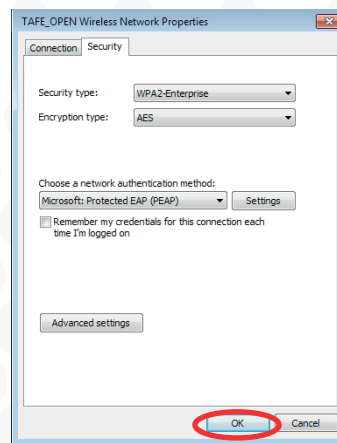 TAFE_OPEN Wireless Network Properties
Connection Security
Security type: WPA2-Enterprise
Encryption type: AES
Choose a network authentication method:
Microsoft: Protected EAP (PEAP) Settings
Remember my credentials for this connection each
time I'm logged on
Advanced settings
OK Cancel